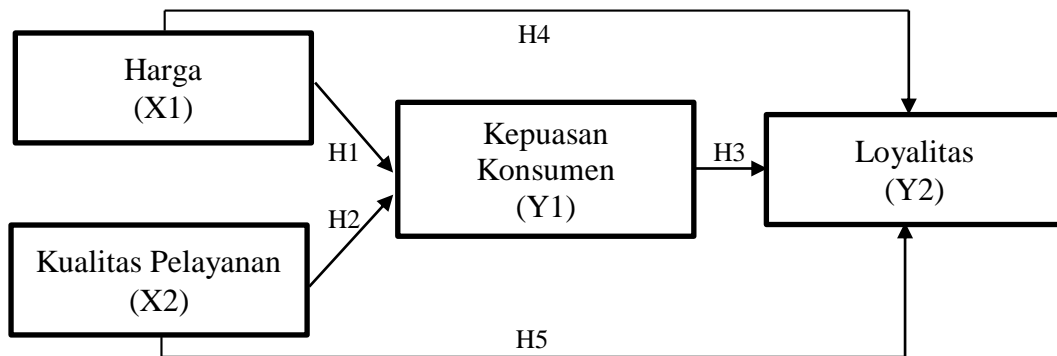 H4
Harga
(X1)
H1
Kepuasan
Konsumen
(Y1)
H3
Loyalitas
(Y2)
H2
Kualitas Pelayanan
(X2)
H5